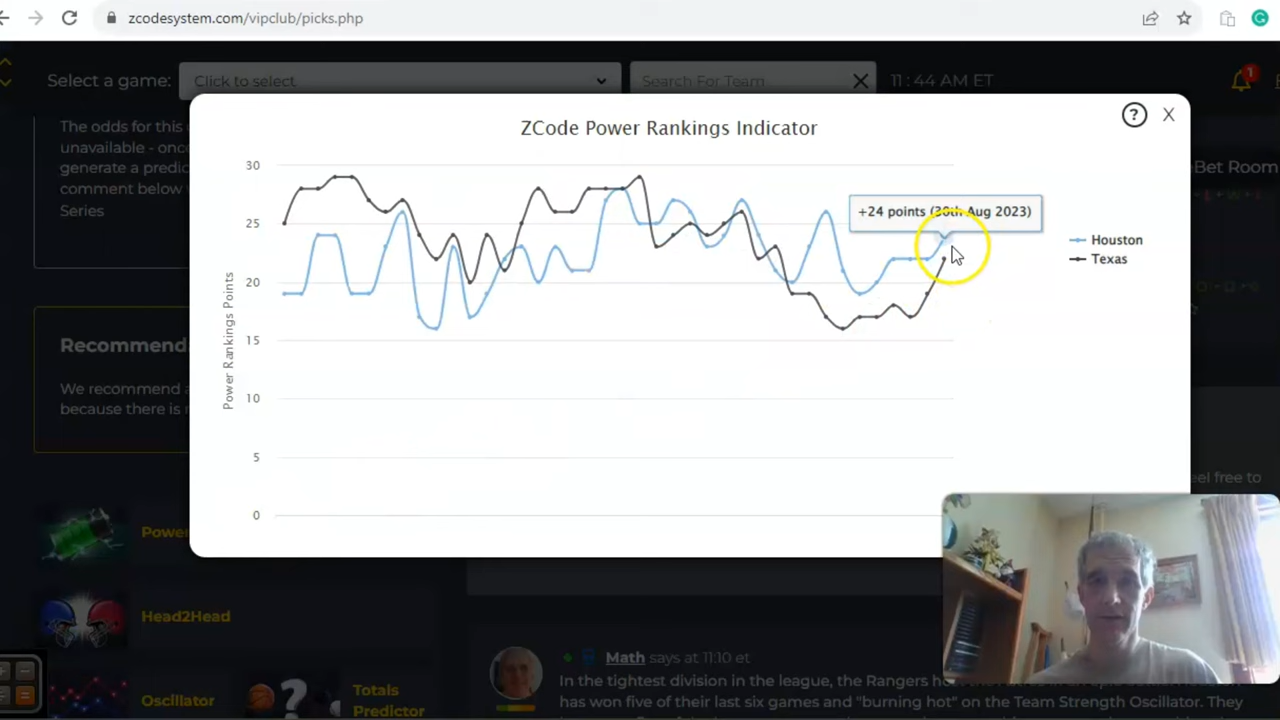 zcodesystem.com/vipclub/picks.php
Select a game:
Click to select
Search For Team
11 : 44 AM ET
1
ZCode Power Rankings Indicator
?
X
The odds for this
unavailable - onc
generate a predic
comment below
Series
Bet Room
30
25
20
15
10
5
0
Power Rankings Points
+24 points (30th Aug 2023)
Houston
Texas
Recommend
We recommend
because there is
eel free to
Power
Head2Head
Oscillator
Totals
Predictor
Math says at 11:10 et
In the tightest division in the league, the Rangers
has won five of their last six games and "burning hot" on the Team Strength Oscillator. They